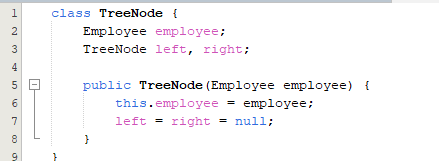 1 class TreeNode {
2 Employee employee;
3 TreeNode left, right;
4
5 public TreeNode(Employee employee) {
6 this.employee = employee;
7 left = right = null;
8 }
9 }